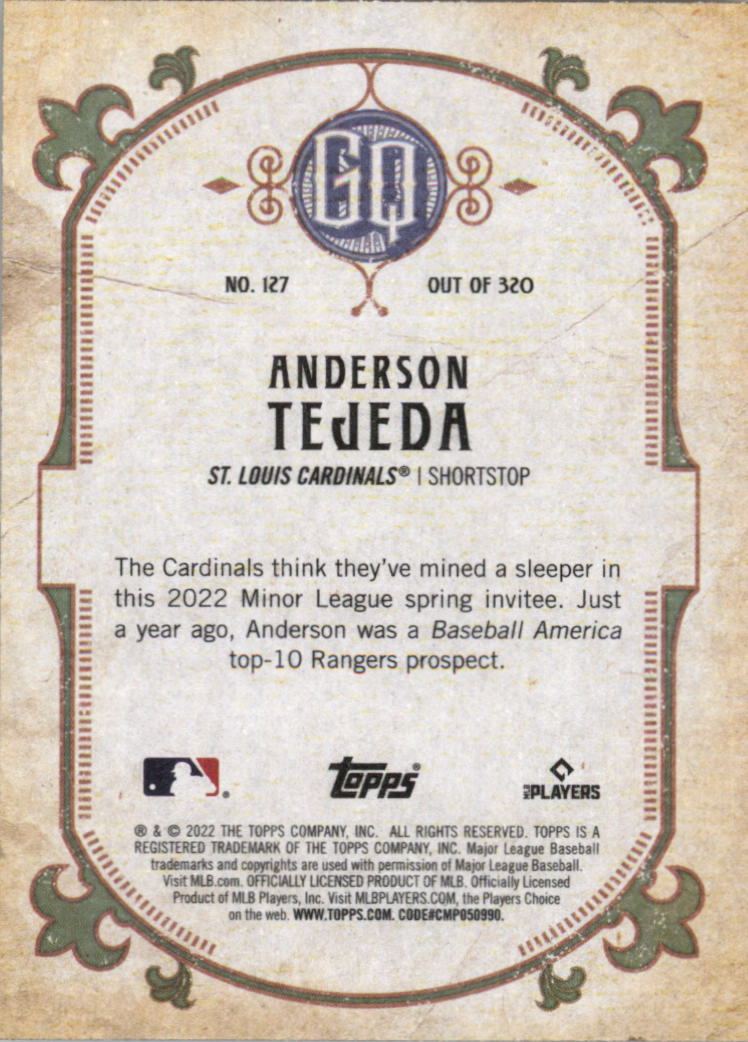 GQ
NO. 127 OUT OF 320
ANDERSON
TEJEDA
ST. LOUIS CARDINALS® | SHORTSTOP
The Cardinals think they've mined a sleeper in
this 2022 Minor League spring invitee. Just
a year ago, Anderson was a Baseball America
top-10 Rangers prospect.
® Topps® MLB PLAYERS
® & © 2022 THE TOPPS COMPANY, INC. ALL RIGHTS RESERVED. TOPPS IS A
REGISTERED TRADEMARK OF THE TOPPS COMPANY, INC. Major League Baseball
trademarks and copyrights are used with permission of Major League Baseball.
Visit MLB.com. OFFICIALLY LICENSED PRODUCT OF MLB. Officially Licensed
Product of MLB Players, Inc. Visit MLBPLAYERS.COM, the Players Choice
on the web. WWW.TOPPS.COM. CODE#CMP050990.